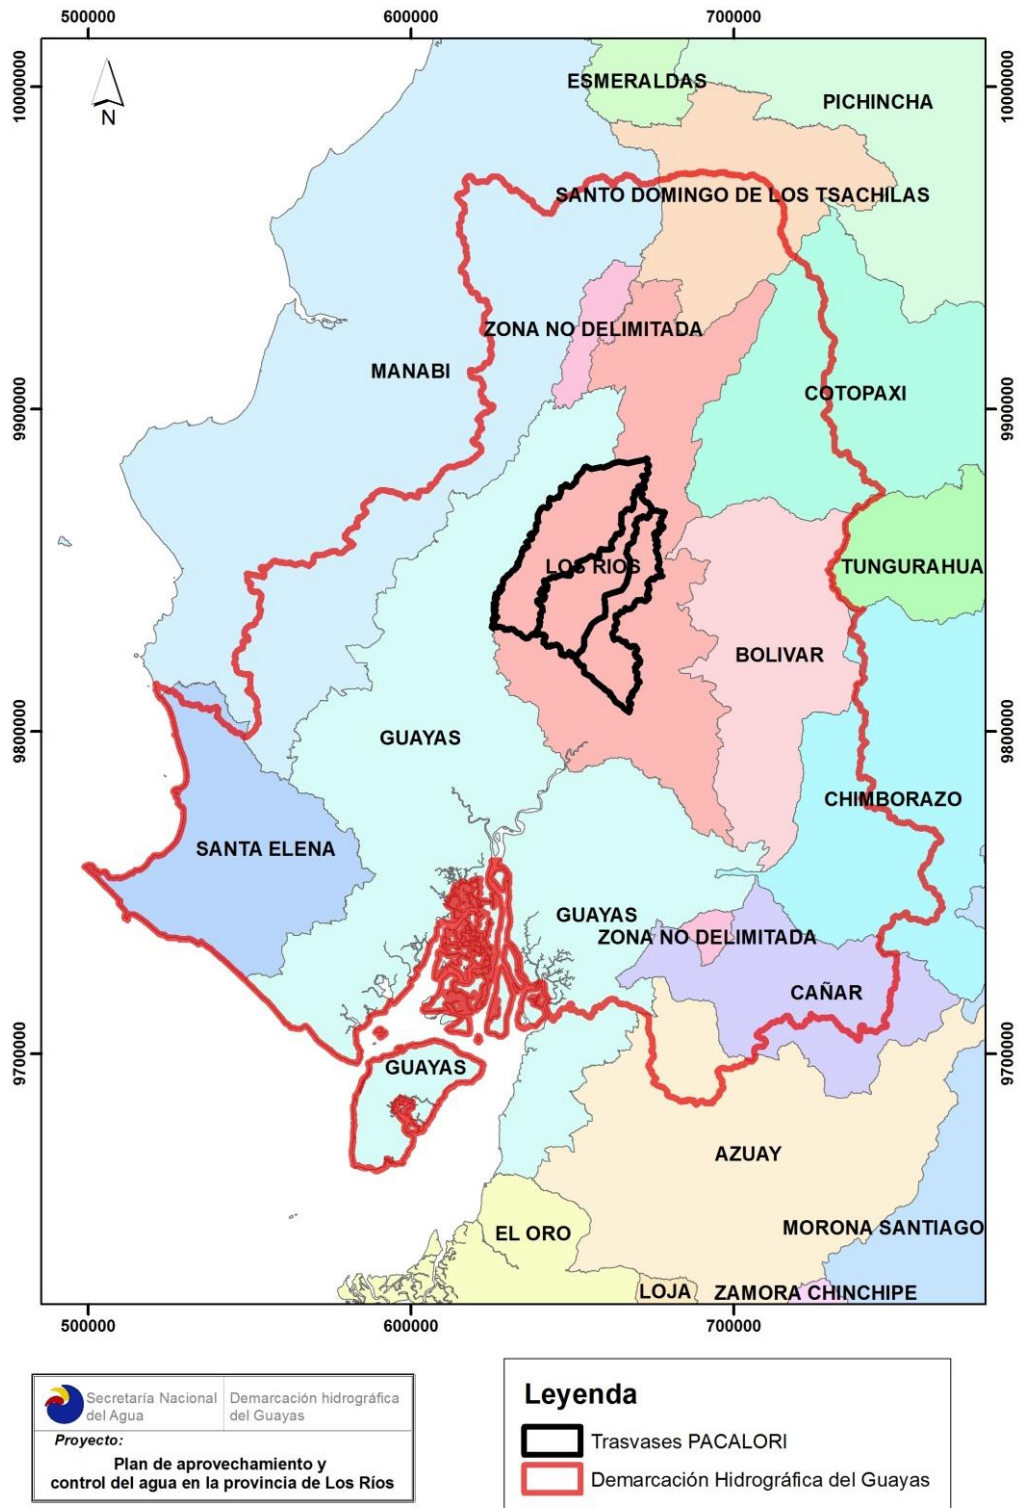 500000
600000
700000
10000000
10000000
N
ESMERALDAS
PICHINCHA
SANTO DOMINGO DE LOS TSACHILAS
ZONA NO DELIMITADA
MANABI
COTOPAXI
9900000
9900000
LOS RIOS
TUNGURAHUA
BOLIVAR
9800000
9800000
GUAYAS
CHIMBORAZO
SANTA ELENA
GUAYAS
ZONA NO DELIMITADA
CAÑAR
9700000
9700000
GUAYAS
AZUAY
MORONA SANTIAGO
EL ORO
LOJA
ZAMORA CHINCHIPE
500000
600000
700000
Secretaría Nacional
del Agua
Demarcación hidrográfica
del Guayas
Proyecto:
Plan de aprovechamiento y
control del agua en la provincia de Los Ríos
Leyenda
Trasvases PACALORI
Demarcación Hidrográfica del Guayas